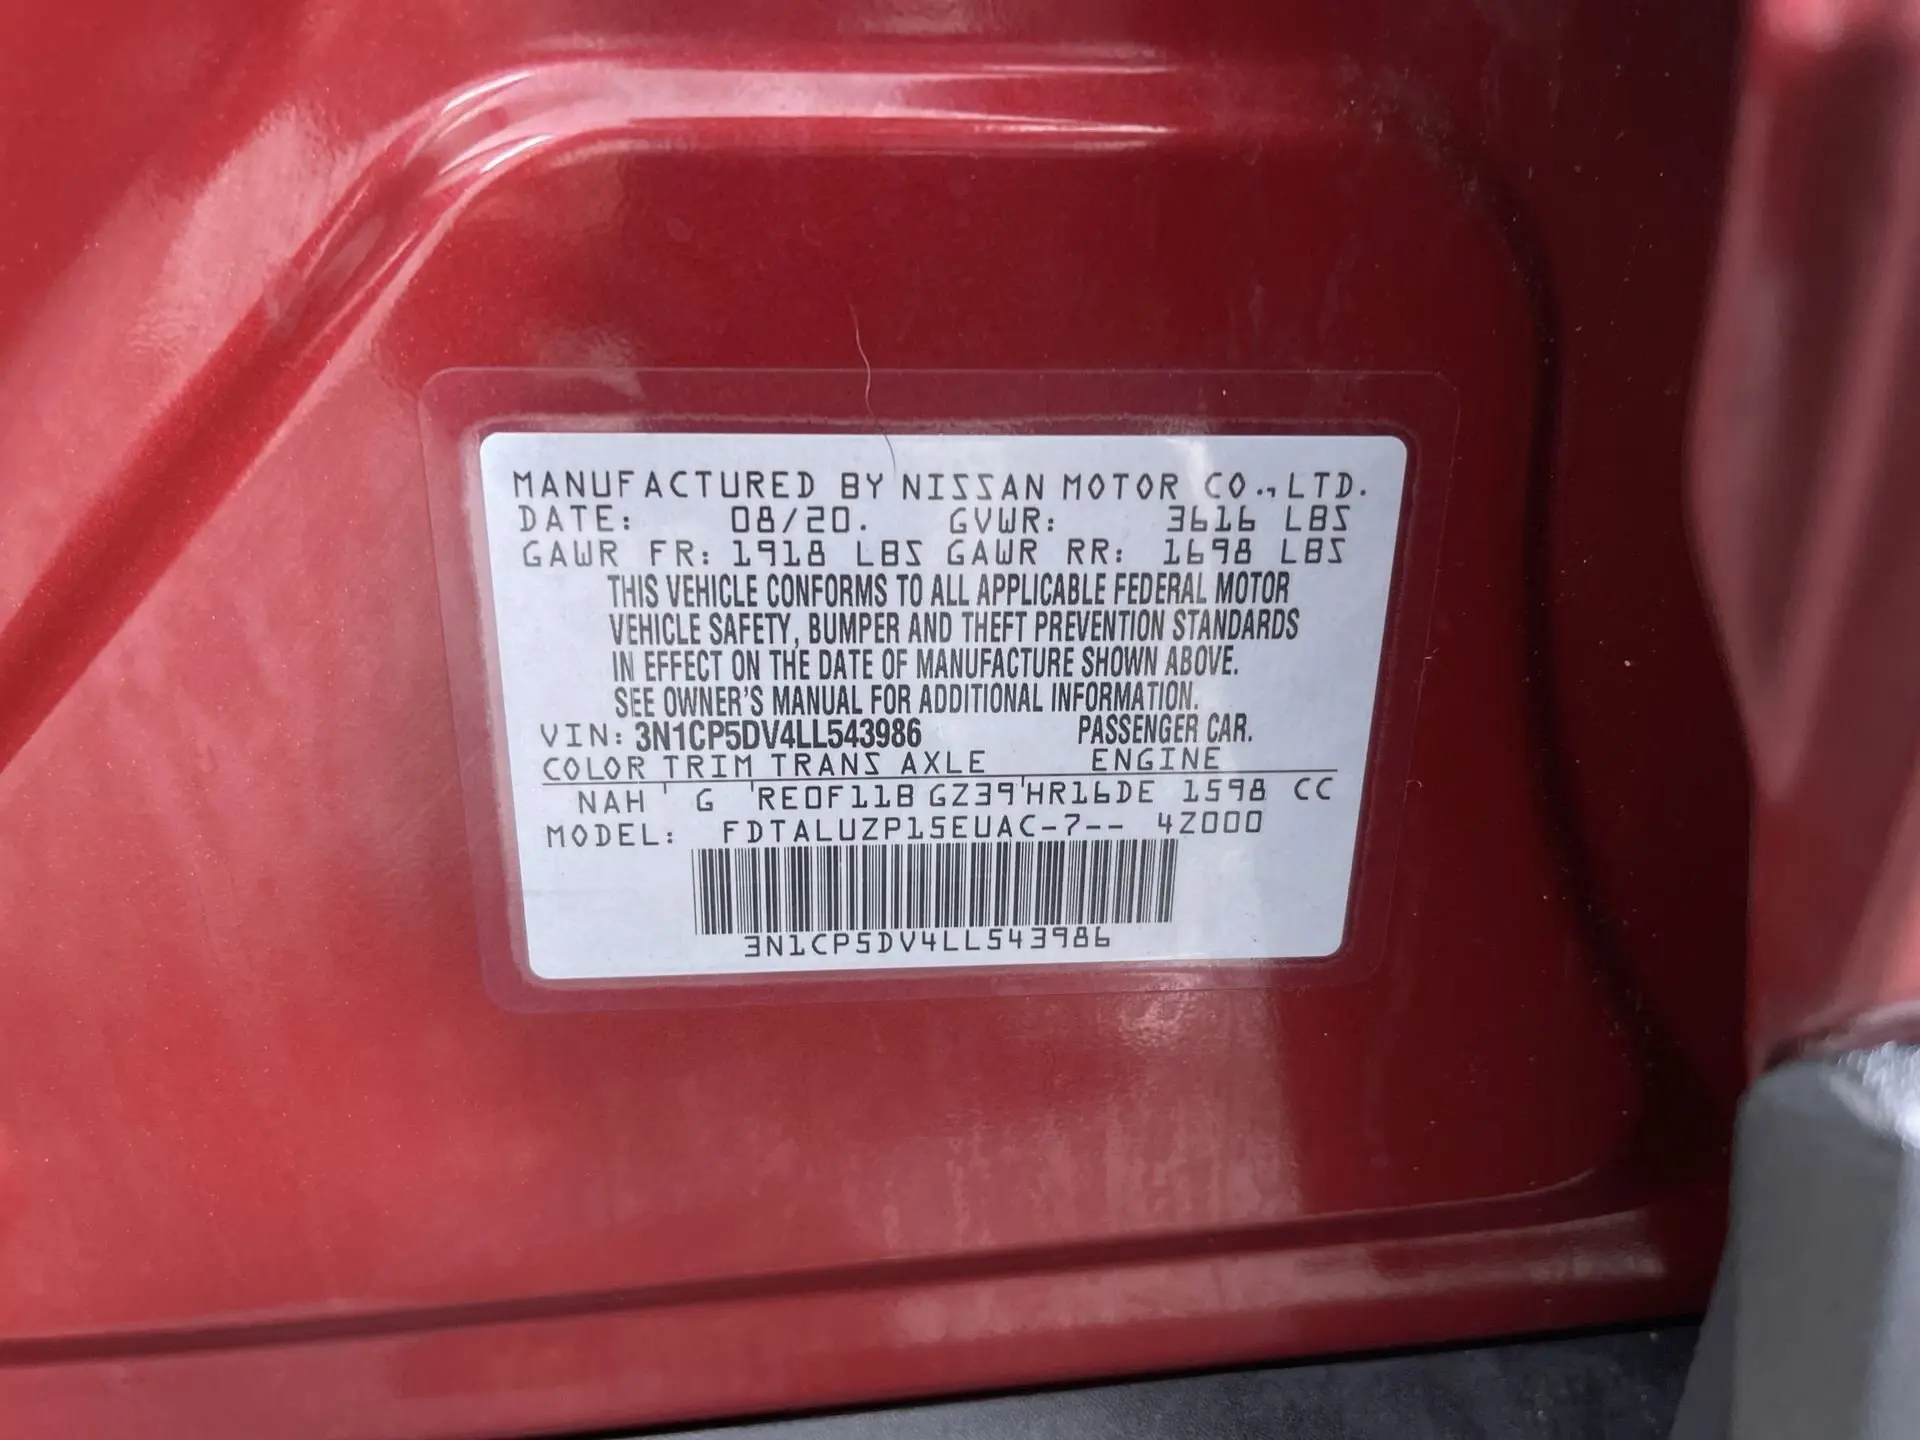 MANUFACTURED BY NISSAN MOTOR CO., LTD.
DATE: 08/20. GVWR: 3616 LBS
GAWR FR: 1918 LBS GAWR RR: 1698 LBS
THIS VEHICLE CONFORMS TO ALL APPLICABLE FEDERAL MOTOR
VEHICLE SAFETY, BUMPER AND THEFT PREVENTION STANDARDS
IN EFFECT ON THE DATE OF MANUFACTURE SHOWN ABOVE.
SEE OWNER'S MANUAL FOR ADDITIONAL INFORMATION.
VIN: 3N1CP5DV4LL543986 PASSENGER CAR.
COLOR TRIM TRANS AXLE ENGINE
NAH ' G 'RE0F11B GZ39'HR16DE 1598 CC
MODEL: FDTALUZP15EUAC-7-- 4Z000
3N1CP5DV4LL543986